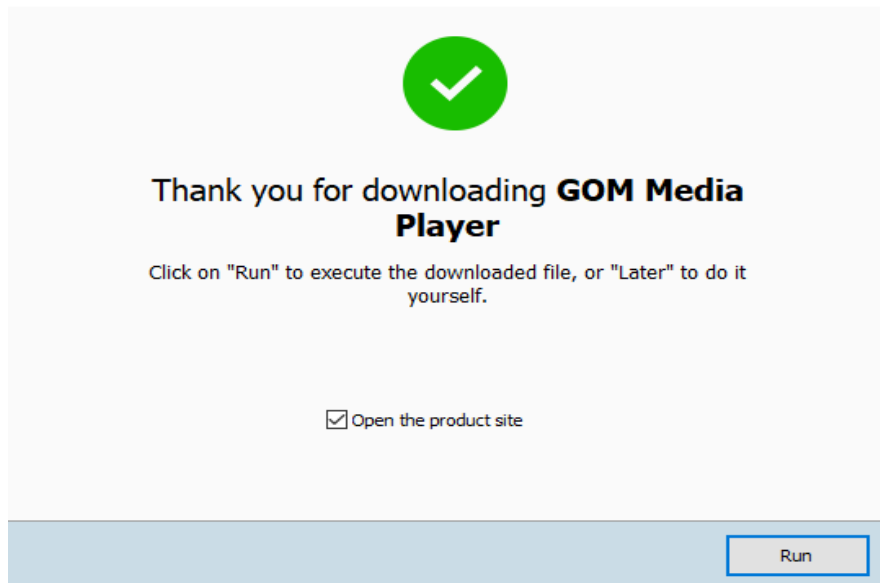 Thank you for downloading GOM Media
Player
Click on "Run" to execute the downloaded file, or "Later" to do it
yourself.
Open the product site
Run